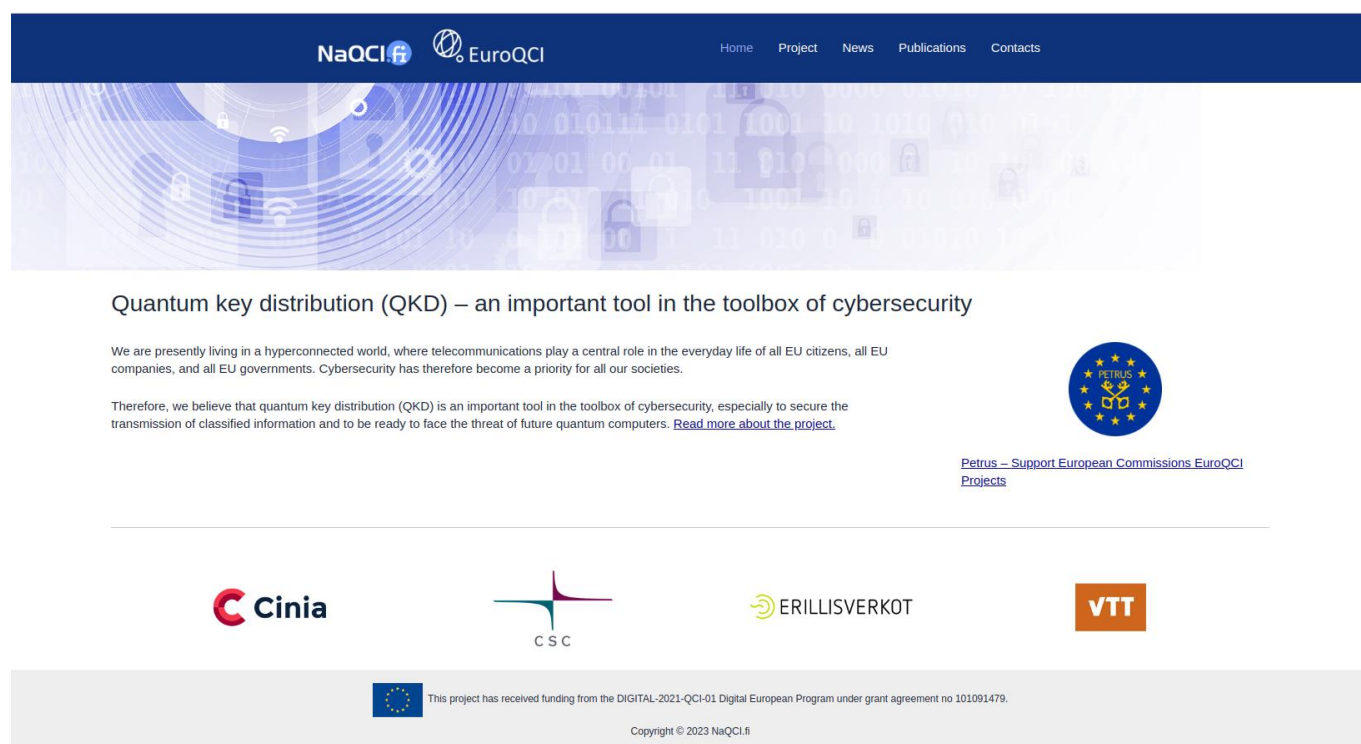 NaQCI.fi EuroQCI Home Project News Publications Contacts
Quantum key distribution (QKD) – an important tool in the toolbox of cybersecurity
We are presently living in a hyperconnected world, where telecommunications play a central role in the everyday life of all EU citizens, all EU
companies, and all EU governments. Cybersecurity has therefore become a priority for all our societies.
Therefore, we believe that quantum key distribution (QKD) is an important tool in the toolbox of cybersecurity, especially to secure the
transmission of classified information and to be ready to face the threat of future quantum computers. Read more about the project.
PETRUS
Petrus – Support European Commissions EuroQCI
Projects
Cinia
CSC
ERILLISVERKOT
VTT
This project has received funding from the DIGITAL-2021-QCI-01 Digital European Program under grant agreement no 101091479.
Copyright © 2023 NaQCI.fi